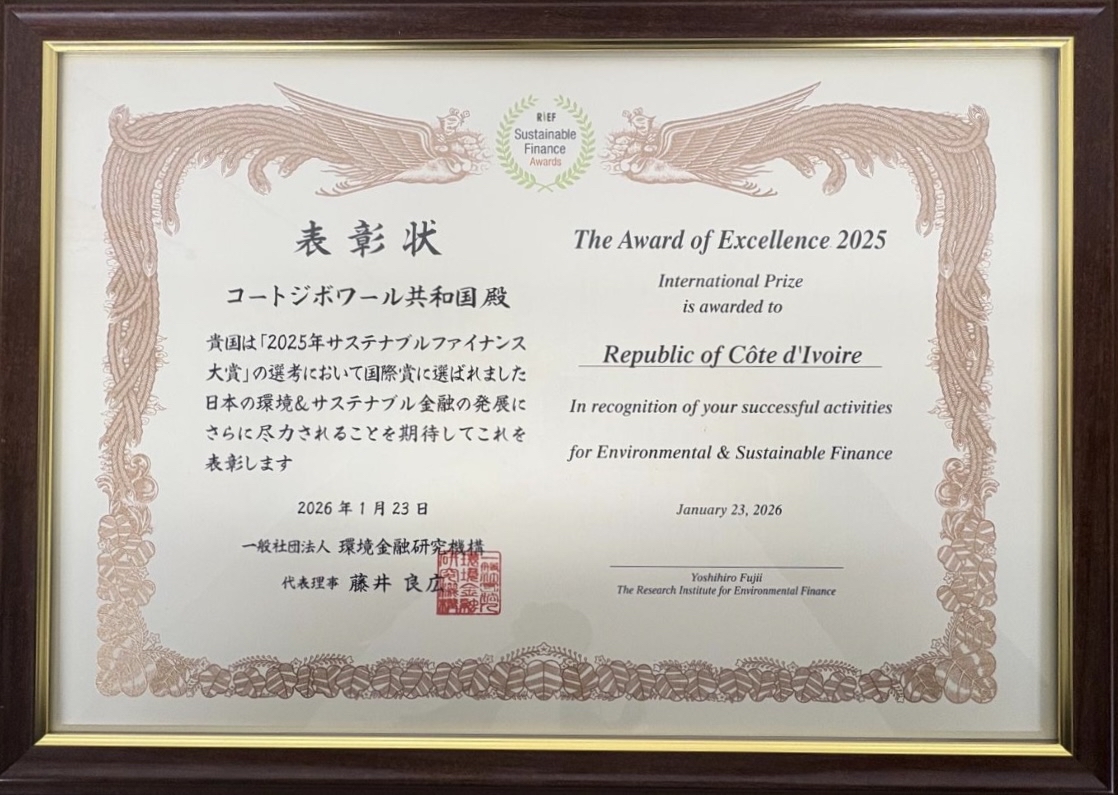 RIEF
Sustainable
Finance
Awards
表彰状
コートジボワール共和国 殿
貴国は「2025年サステナブルファイナンス
大賞」の選考において国際賞に選ばれました
日本の環境&サステナブル金融の発展に
さらに尽力されることを期待してこれを
表彰します
2026 年 1 月 23 日
一般社団法人 環境金融研究機構
代表理事 藤井 良広
The Award of Excellence 2025
International Prize
is awarded to
Republic of Côte d'Ivoire
In recognition of your successful activities
for Environmental & Sustainable Finance
January 23, 2026
Yoshihiro Fujii
The Research Institute for Environmental Finance